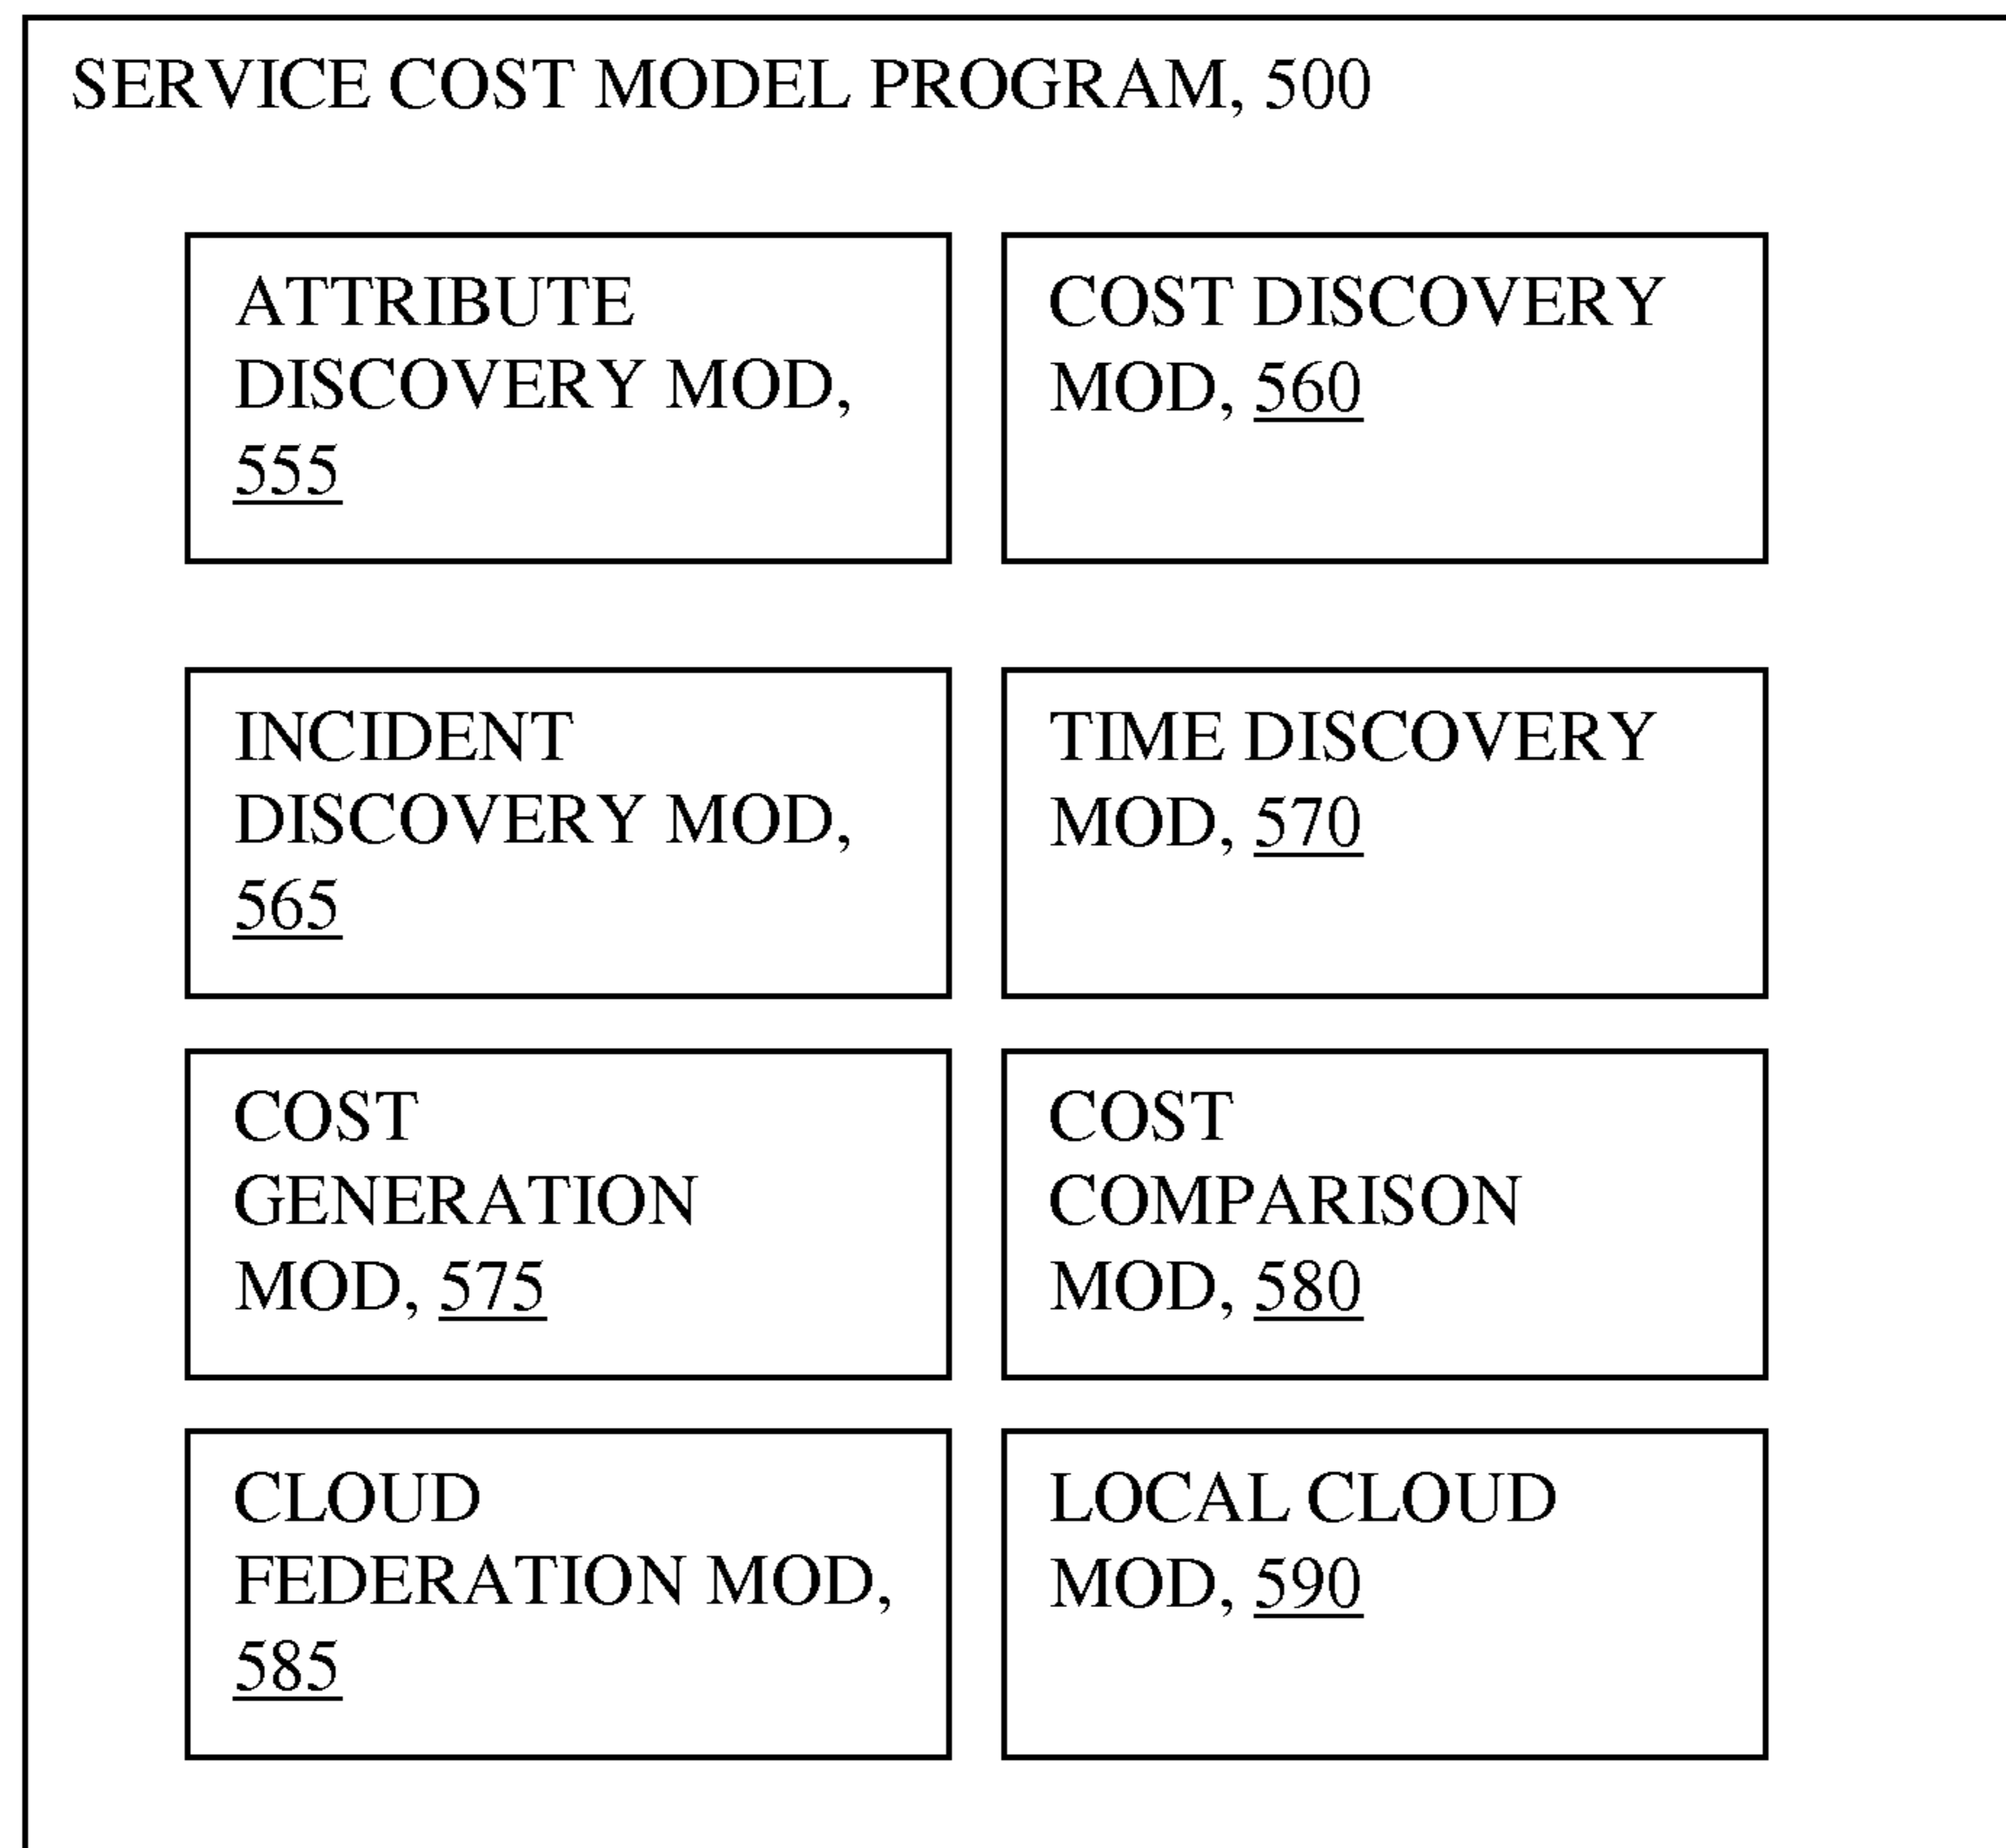 SERVICE COST MODEL PROGRAM, 500
ATTRIBUTE
DISCOVERY MOD,
555
COST DISCOVERY
MOD, 560
INCIDENT
DISCOVERY MOD,
565
TIME DISCOVERY
MOD, 570
COST
GENERATION
MOD, 575
COST
COMPARISON
MOD, 580
CLOUD
FEDERATION MOD,
585
LOCAL CLOUD
MOD, 590